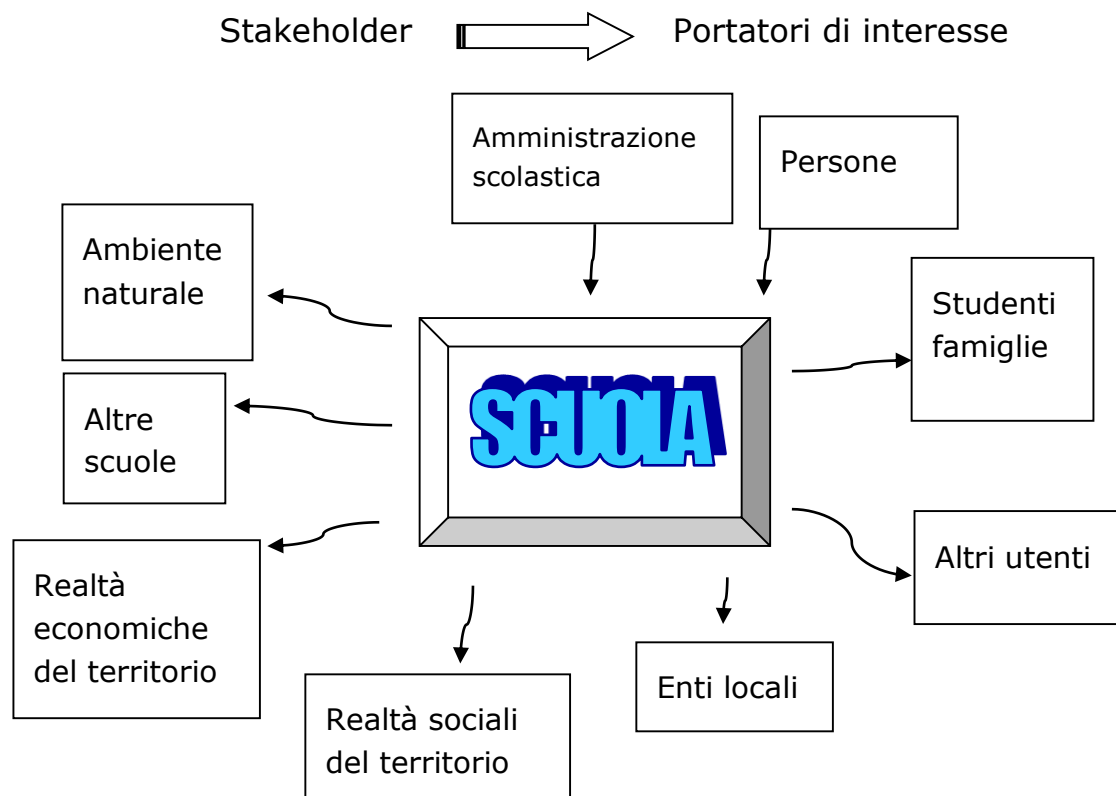 Stakeholder
Portatori di interesse
Amministrazione
scolastica
Persone
Ambiente
naturale
Studenti
famiglie
Altre
scuole
SCUOLA
Realtà
economiche
del territorio
Altri utenti
Enti locali
Realtà sociali
del territorio